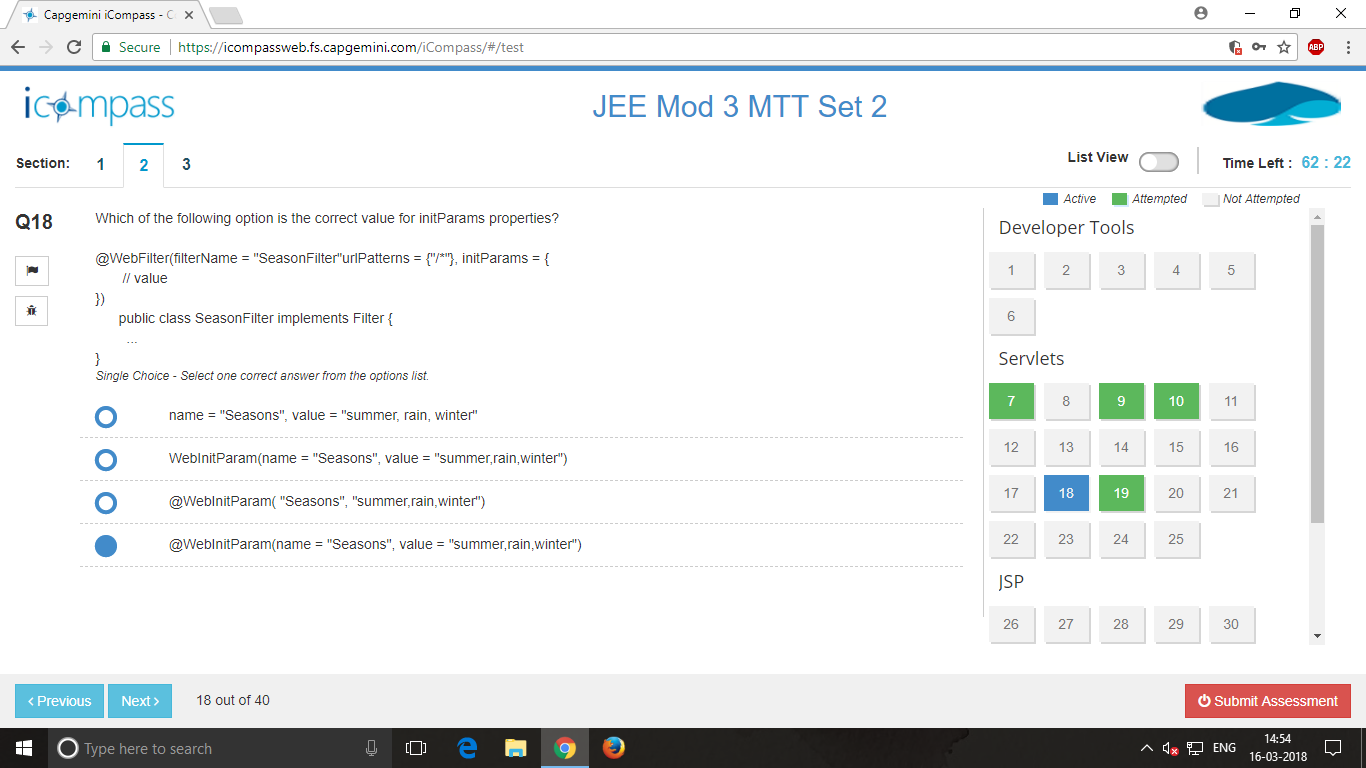 Capgemini iCompass - C
Secure https://icompassweb.fs.capgemini.com/iCompass/#/test
ABP
icompass
JEE Mod 3 MTT Set 2
Section: 1 2 3
List View
Time Left : 62 : 22
Active Attempted Not Attempted
Q18
Which of the following option is the correct value for initParams properties?
@WebFilter(filterName = "SeasonFilter"urlPatterns = {"/*"}, initParams = {
// value
})
public class SeasonFilter implements Filter {
...
}
Single Choice - Select one correct answer from the options list.
name = "Seasons", value = "summer, rain, winter"
WebInitParam(name = "Seasons", value = "summer,rain,winter")
@WebInitParam( "Seasons", "summer,rain,winter")
@WebInitParam(name = "Seasons", value = "summer,rain,winter")
Developer Tools
1 2 3 4 5
6
Servlets
7 8 9 10 11
12 13 14 15 16
17 18 19 20 21
22 23 24 25
JSP
26 27 28 29 30
Previous Next 18 out of 40
Submit Assessment
Type here to search
ENG
14:54
16-03-2018